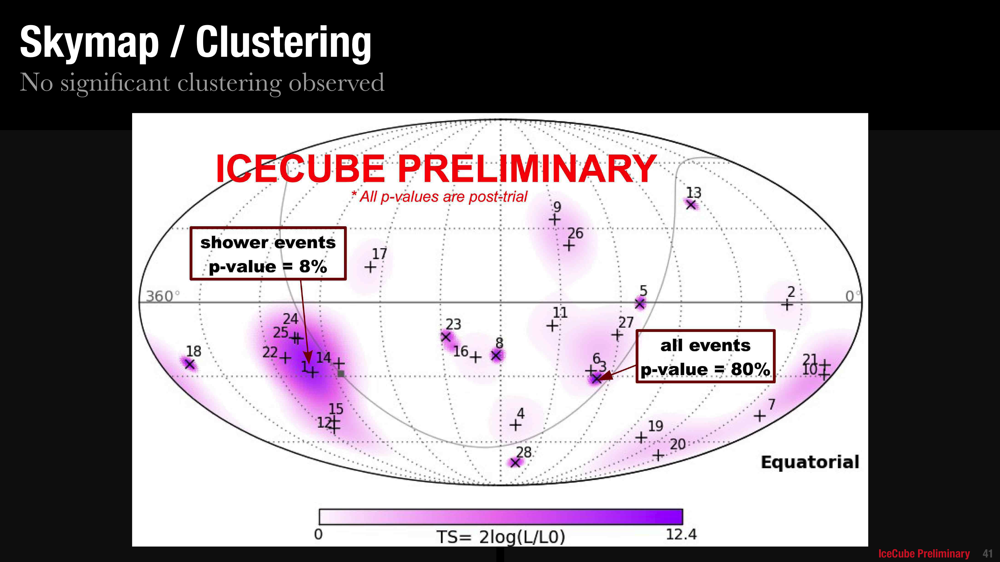 Skymap / Clustering
No significant clustering observed
ICECUBE PRELIMINARY
* All p-values are post-trial
13
9
26
shower events
p-value = 8%
17
360°
5
2
0°
24
11
23
27
25
8
all events
p-value = 80%
18
22
14
16
6
3
21
10
1
15
4
7
12
19
20
28
Equatorial
0
TS= 2log(L/L0)
12.4
IceCube Preliminary 41